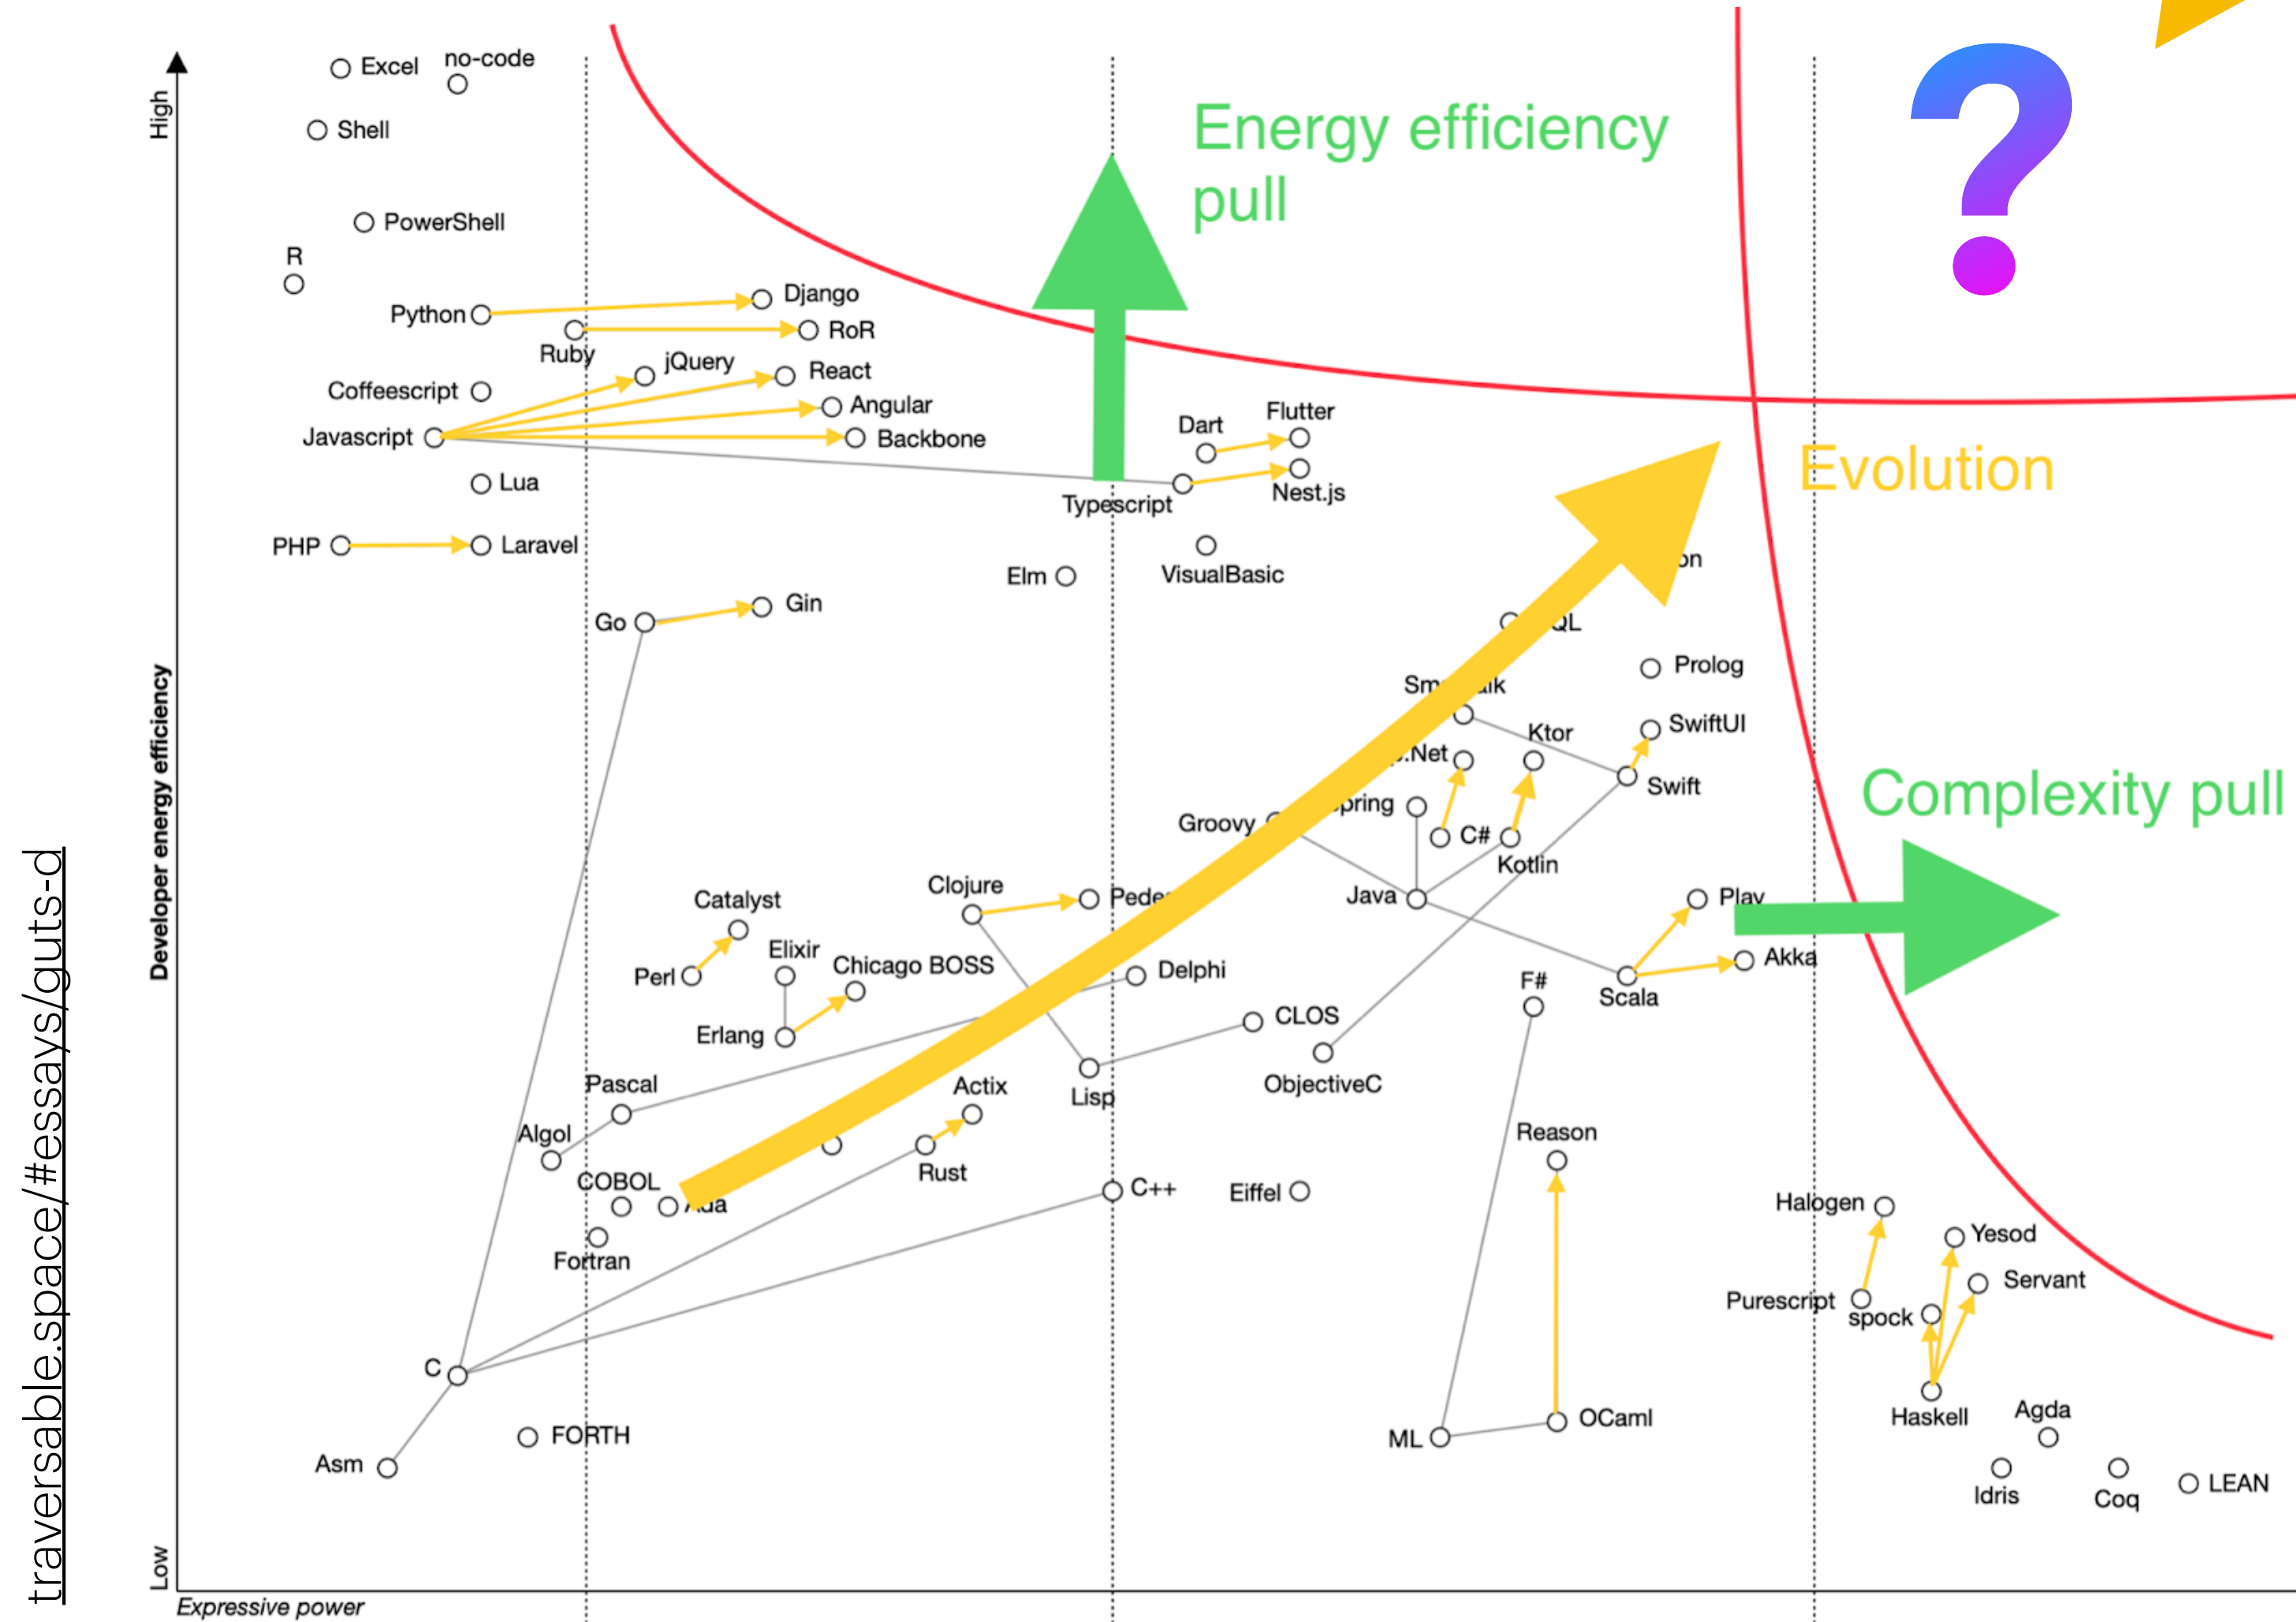 Excel
no-code
High
Shell
Energy efficiency
pull
PowerShell
R
Python
Django
RoR
Ruby
jQuery
React
Coffeescript
Angular
Javascript
Backbone
Dart
Flutter
Evolution
Lua
Typescript
Nest.js
PHP
Laravel
Elm
VisualBasic
Go
Gin
Prolog
SwiftUI
Ktor
.Net
Swift
Complexity pull
Groovy
C#
Kotlin
Developer energy efficiency
Clojure
Java
Play
Catalyst
Akka
Elixir
Chicago BOSS
Perl
Delphi
F#
Scala
Erlang
CLOS
Pascal
Actix
Lisp
ObjectiveC
Algol
Reason
COBOL
Rust
C++
Eiffel
Ada
Halogen
Yesod
Fortran
Servant
Purescript
spock
C
Haskell
Agda
FORTH
ML
OCaml
Asm
Idris
Coq
LEAN
Low
Expressive power
traversable.space/#essays/guts-d
?